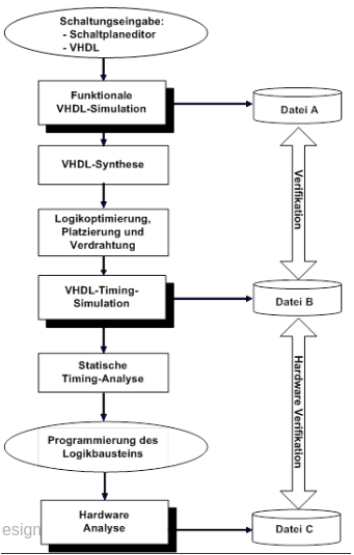 Schaltungseingabe:
- Schaltplaneditor
- VHDL
Funktionale
VHDL-Simulation
Datei A
VHDL-Synthese
Verifikation
Logikoptimierung,
Platzierung und
Verdrahtung
VHDL-Timing-
Simulation
Datei B
Statische
Timing-Analyse
Hardware Verifikation
Programmierung des
Logikbausteins
Hardware
Analyse
Datei C
esign